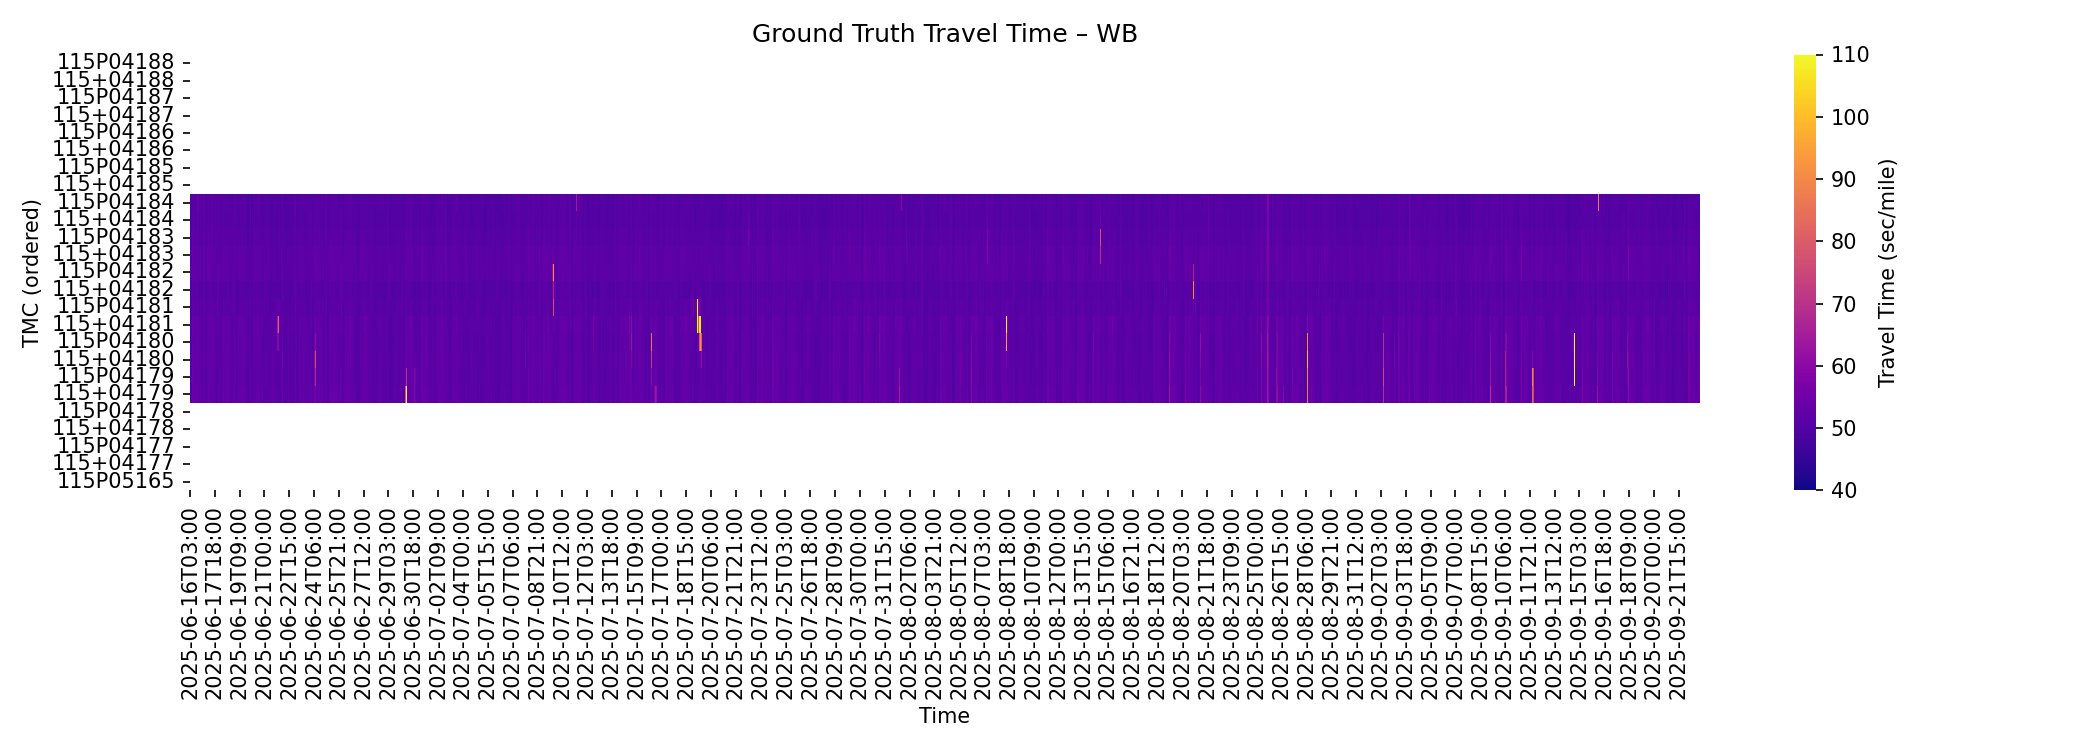 Ground Truth Travel Time – WB
115P04188
115+04188
115P04187
115+04187
115P04186
115+04186
115P04185
115+04185
115P04184
115+04184
115P04183
115+04183
115P04182
115+04182
115P04181
115+04181
115P04180
115+04180
115P04179
115+04179
115P04178
115+04178
115P04177
115+04177
115P05165
TMC (ordered)
2025-06-16T03:00
2025-06-17T18:00
2025-06-19T09:00
2025-06-21T00:00
2025-06-22T15:00
2025-06-24T06:00
2025-06-25T21:00
2025-06-27T12:00
2025-06-29T03:00
2025-06-30T18:00
2025-07-02T09:00
2025-07-04T00:00
2025-07-05T15:00
2025-07-07T06:00
2025-07-08T21:00
2025-07-10T12:00
2025-07-12T03:00
2025-07-13T18:00
2025-07-15T09:00
2025-07-17T00:00
2025-07-18T15:00
2025-07-20T06:00
2025-07-21T21:00
2025-07-23T12:00
2025-07-25T03:00
2025-07-26T18:00
2025-07-28T09:00
2025-07-30T00:00
2025-07-31T15:00
2025-08-02T06:00
2025-08-03T21:00
2025-08-05T12:00
2025-08-07T03:00
2025-08-08T18:00
2025-08-10T09:00
2025-08-12T00:00
2025-08-13T15:00
2025-08-15T06:00
2025-08-16T21:00
2025-08-18T12:00
2025-08-20T03:00
2025-08-21T18:00
2025-08-23T09:00
2025-08-25T00:00
2025-08-26T15:00
2025-08-28T06:00
2025-08-29T21:00
2025-08-31T12:00
2025-09-02T03:00
2025-09-03T18:00
2025-09-05T09:00
2025-09-07T00:00
2025-09-08T15:00
2025-09-10T06:00
2025-09-11T21:00
2025-09-13T12:00
2025-09-15T03:00
2025-09-16T18:00
2025-09-18T09:00
2025-09-20T00:00
2025-09-21T15:00
Time
110
100
90
80
70
60
50
40
Travel Time (sec/mile)